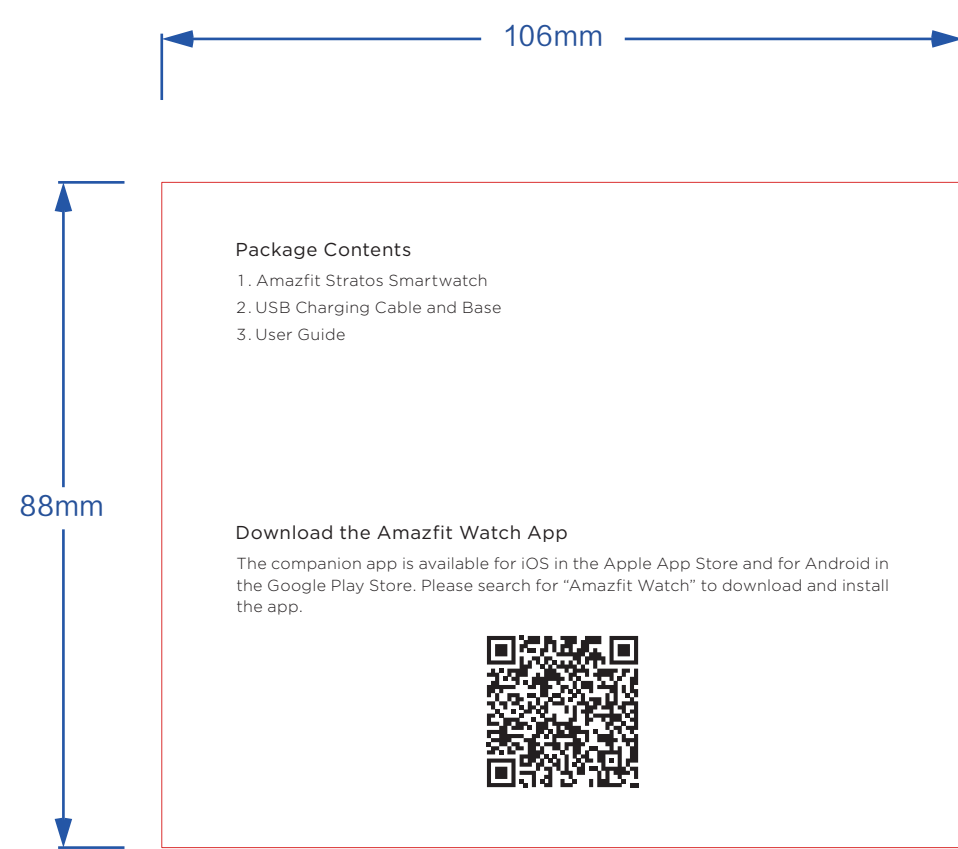 106mm
Package Contents
1. Amazfit Stratos Smartwatch
2. USB Charging Cable and Base
3. User Guide
88mm
Download the Amazfit Watch App
The companion app is available for iOS in the Apple App Store and for Android in
the Google Play Store. Please search for “Amazfit Watch” to download and install
the app.